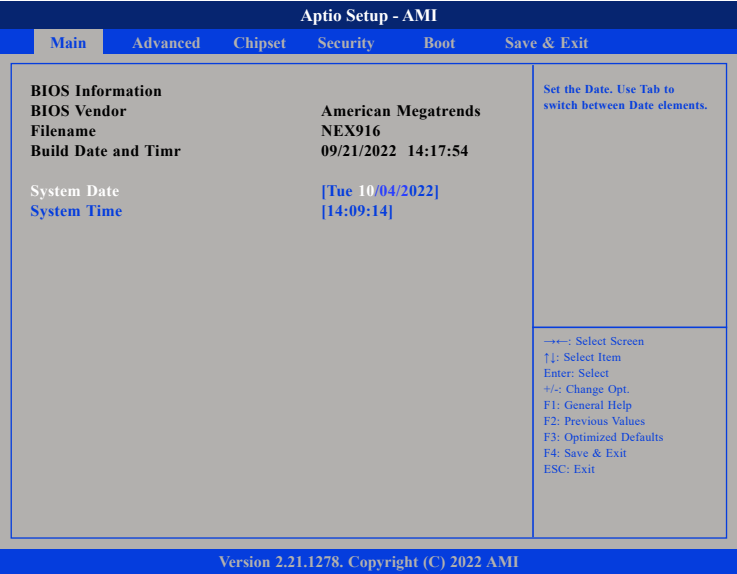 Aptio Setup - AMI
Main Advanced Chipset Security Boot Save & Exit
BIOS Information
BIOS Vendor American Megatrends
Filename NEX916
Build Date and Timr 09/21/2022 14:17:54
System Date [Tue 10/04/2022]
System Time [14:09:14]
Set the Date. Use Tab to
switch between Date elements.
→←: Select Screen
↑↓: Select Item
Enter: Select
+/-: Change Opt.
F1: General Help
F2: Previous Values
F3: Optimized Defaults
F4: Save & Exit
ESC: Exit
Version 2.21.1278. Copyright (C) 2022 AMI